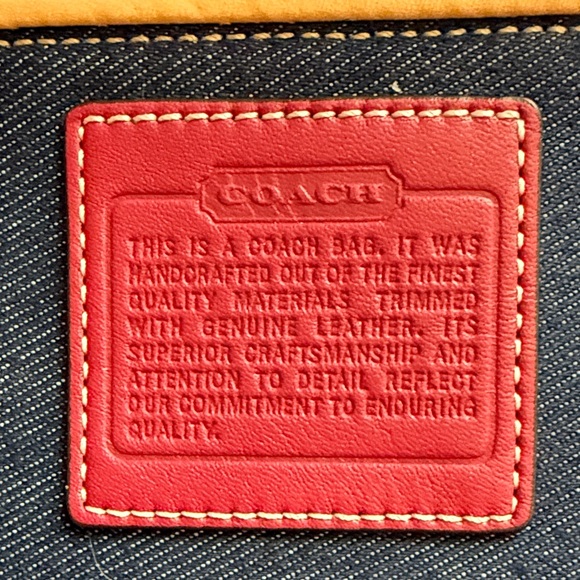 COACH
THIS IS A COACH BAG. IT WAS
HANDCRAFTED OUT OF THE FINEST
QUALITY MATERIALS TRIMMED
WITH GENUINE LEATHER. ITS
SUPERIOR CRAFTSMANSHIP AND
ATTENTION TO DETAIL REFLECT
OUR COMMITMENT TO ENDURING
QUALITY.